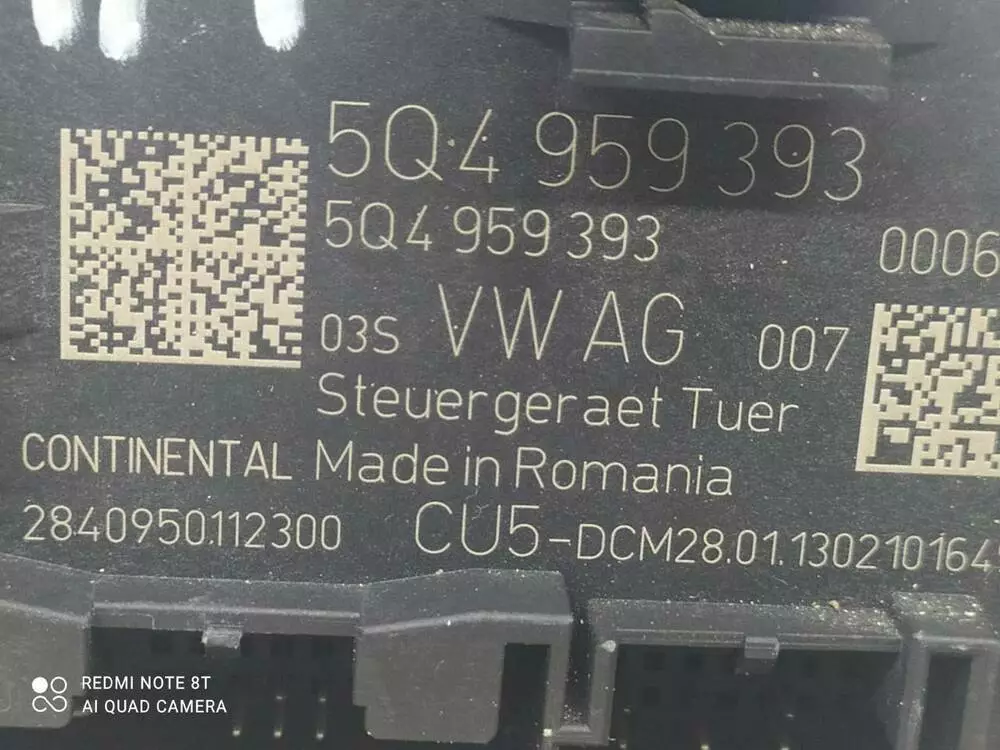 5Q4 959 393
5Q4 959 393
0006
03S VW AG 007
Steuergeraet Tuer
CONTINENTAL Made in Romania
2840950112300 CU5-DCM28.01.130210164
REDMI NOTE 8T
AI QUAD CAMERA